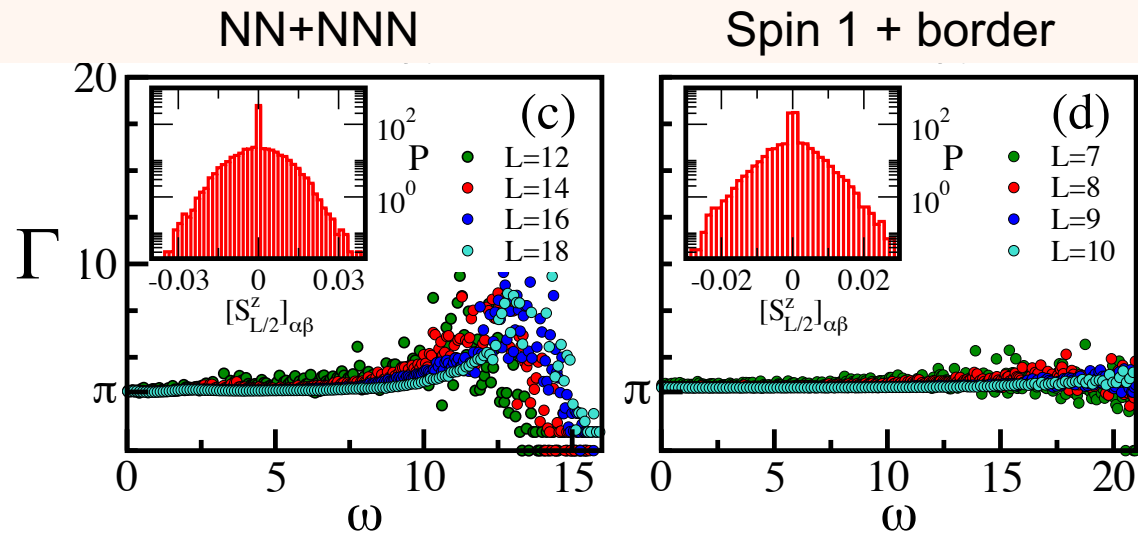 NN+NNN
Spin 1 + border
20
10
π
Γ
(c)
P
10²
10⁰
-0.03
0
0.03
[S^z_{L/2}]_{αβ}
L=12
L=14
L=16
L=18
0
5
10
15
ω
(d)
P
10²
10⁰
-0.02
0
0.02
[S^z_{L/2}]_{αβ}
L=7
L=8
L=9
L=10
π
0
5
10
15
20
ω